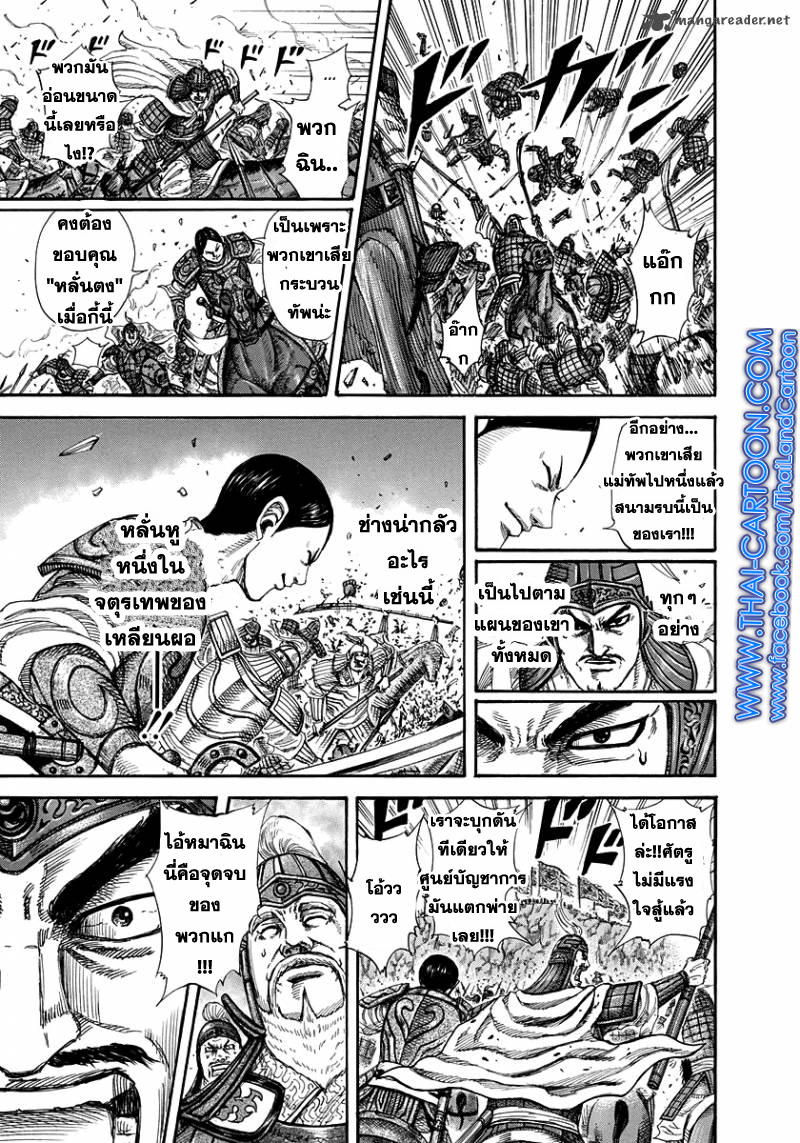 mangareader.net
ドドド
ガン
แอ๊ก
กก
อ๊าก
ก
...
พวก
ฉิน..
พวกมัน
อ่อนขนาด
นี้เลยหรือ
ไง!?
เป็นเพราะ
พวกเขาเสีย
กระบวน
ทัพน่ะ
คงต้อง
ขอบคุณ
"หลั่นตง"
เมื่อกี้นี้
อีกอย่าง...
พวกเขาเสีย
แม่ทัพไปหนึ่งแล้ว
สนามรบนี้เป็น
ของเรา!!!
ทุกๆ
อย่าง
เป็นไปตาม
แผนของเขา
ทั้งหมด
ช่างน่ากลัว
อะไร
เช่นนี้
หลั่นหู
หนึ่งใน
จตุรเทพของ
เหลียนผอ
!!
ได้โอกาส
ล่ะ!!ศัตรู
ไม่มีแรง
ใจสู้แล้ว
เราจะบุกดัน
ทีเดียวให้
ศูนย์บัญชาการ
มันแตกพ่าย
เลย!!!
โอ้วว
ววว
ไอ้หมาฉิน
นี่คือจุดจบ
ของ
พวกแก
!!!
WWW.THAI-CARTOON.COM
www.facebook.com/ThaiLandCartoon